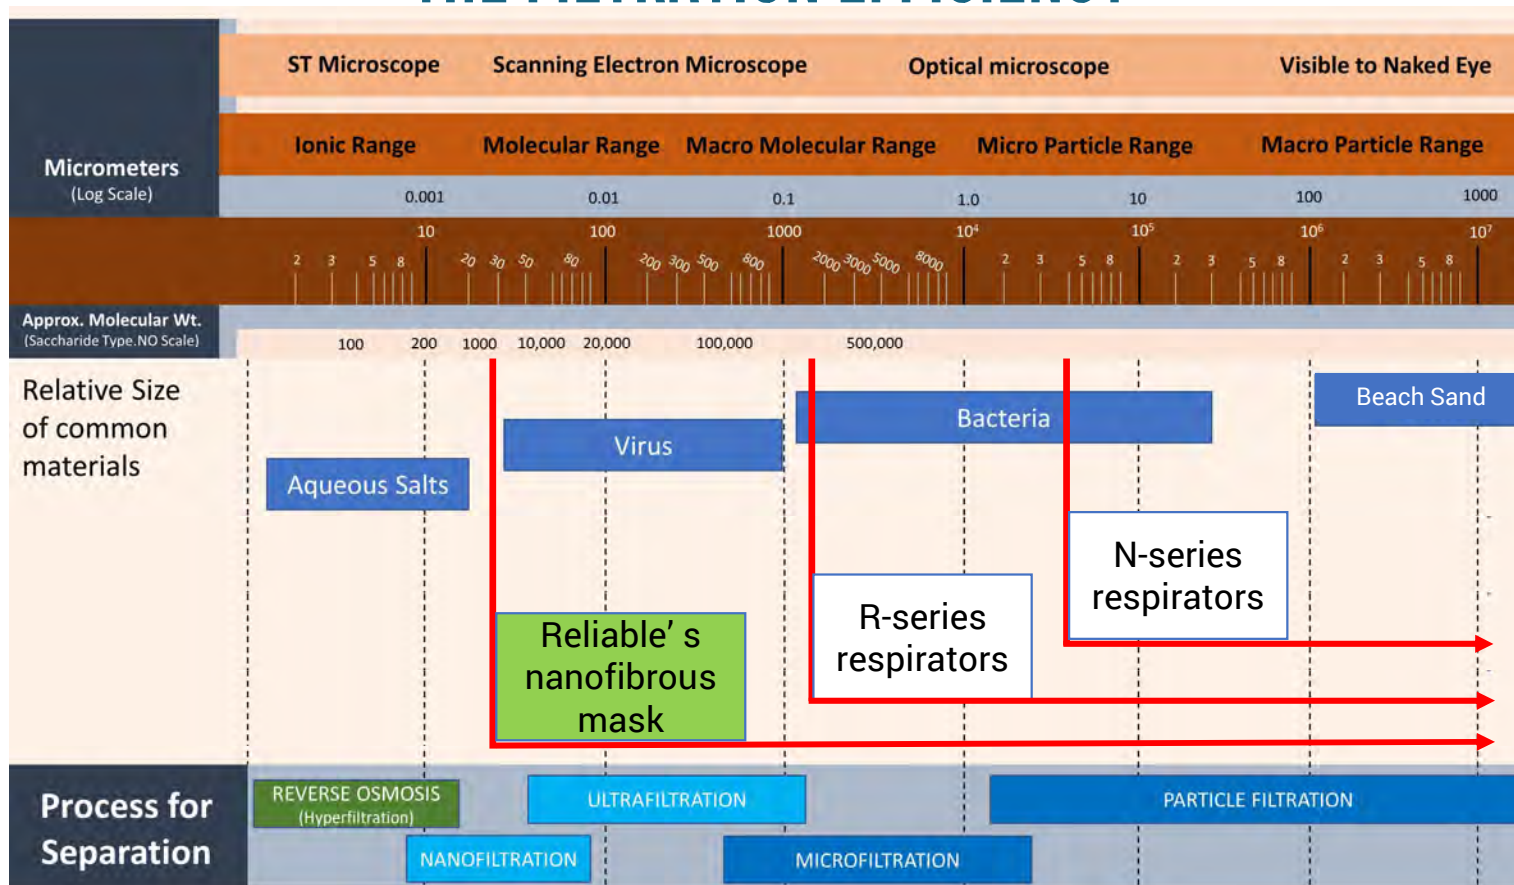 THE FILTRATION EFFICIENCY
ST Microscope Scanning Electron Microscope Optical microscope Visible to Naked Eye
Ionic Range Molecular Range Macro Molecular Range Micro Particle Range Macro Particle Range
Micrometers
(Log Scale)
0.001 0.01 0.1 1.0 10 100 1000
10 100 1000 10⁴ 10⁵ 10⁶ 10⁷
2 3 5 8 20 30 50 80 200 300 500 800 2000 3000 5000 8000 2 3 5 8 2 3 5 8 2 3 5 8
Approx. Molecular Wt.
(Saccharide Type.NO Scale)
100 200 1000 10,000 20,000 100,000 500,000
Relative Size
of common
materials
Beach Sand
Bacteria
Virus
Aqueous Salts
N-series
respirators
R-series
respirators
Reliable' s
nanofibrous
mask
Process for
Separation
REVERSE OSMOSIS
(Hyperfiltration)
ULTRAFILTRATION
PARTICLE FILTRATION
NANOFILTRATION
MICROFILTRATION